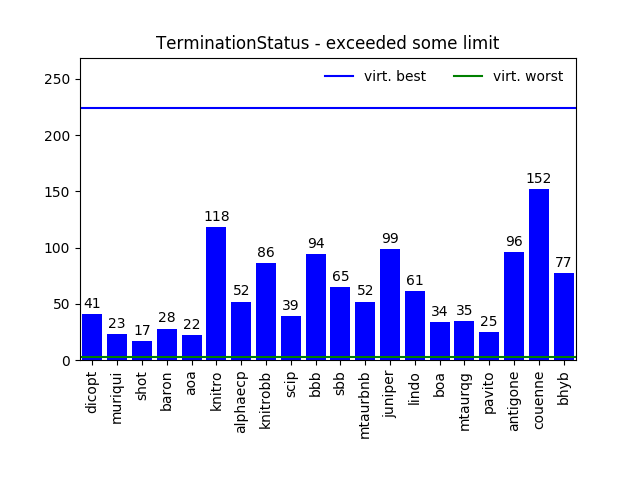 TerminationStatus - exceeded some limit
virt. best
virt. worst
250
200
150
100
50
0
41
23
17
28
22
118
52
86
39
94
65
52
99
61
34
35
25
96
152
77
dicopt
muriqui
shot
baron
aoa
knitro
alphaecp
knitrobb
scip
bbb
sbb
mtaurbnb
juniper
lindo
boa
mtaurqg
pavito
antigone
couenne
bhyb